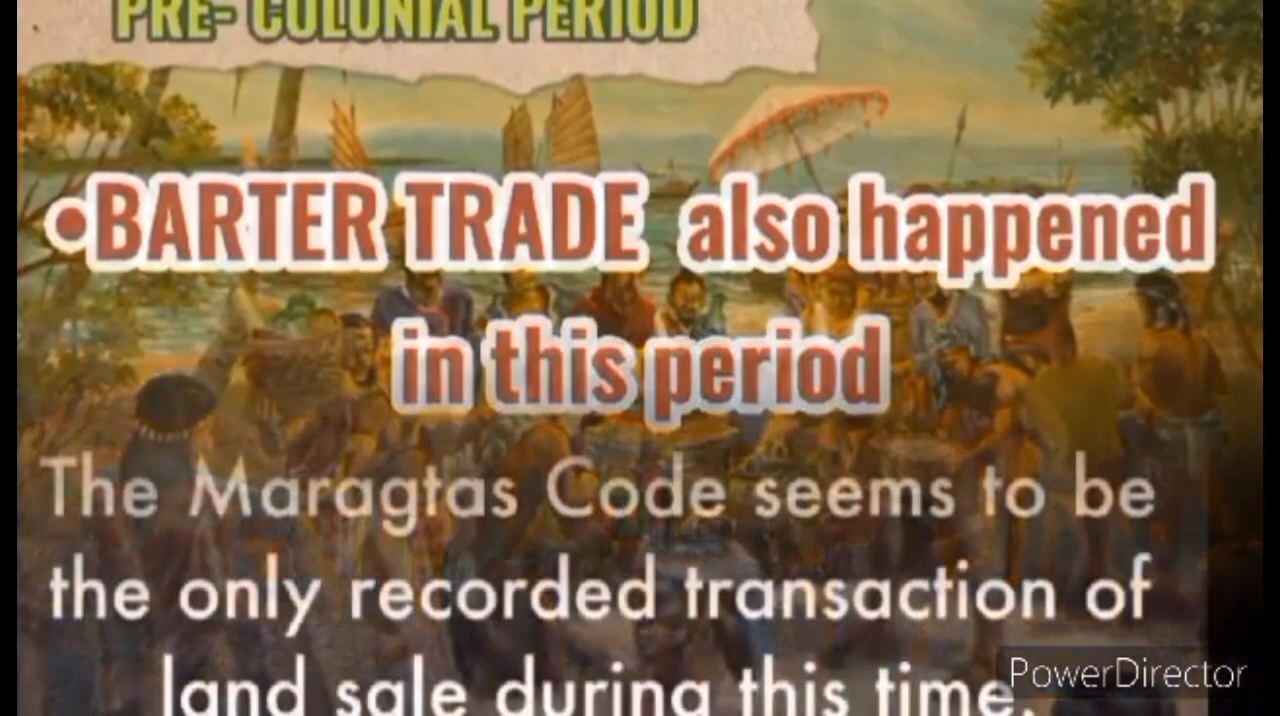 PRE- COLONIAL PERIOD
•BARTER TRADE also happened
in this period
The Maragtas Code seems to be
the only recorded transaction of
land sale during this time.
PowerDirector